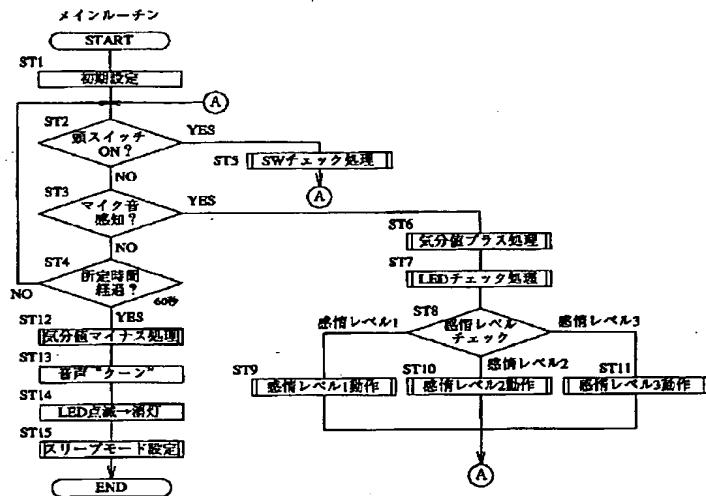 メインルーチン
START
ST1
初期設定
A
ST2
頭スイッチ
ON?
YES
NO
ST5
SWチェック処理
A
ST3
マイク音
感知?
YES
NO
ST4
所定時間
経過?
60秒
NO
YES
ST6
気分値プラス処理
ST7
LEDチェック処理
ST8
感情レベル
チェック
感情レベル1
感情レベル2
感情レベル3
ST9
感情レベル1動作
ST10
感情レベル2動作
ST11
感情レベル3動作
A
ST12
気分値マイナス処理
ST13
音声“クーン”
ST14
LED点滅→消灯
ST15
スリープモード設定
END